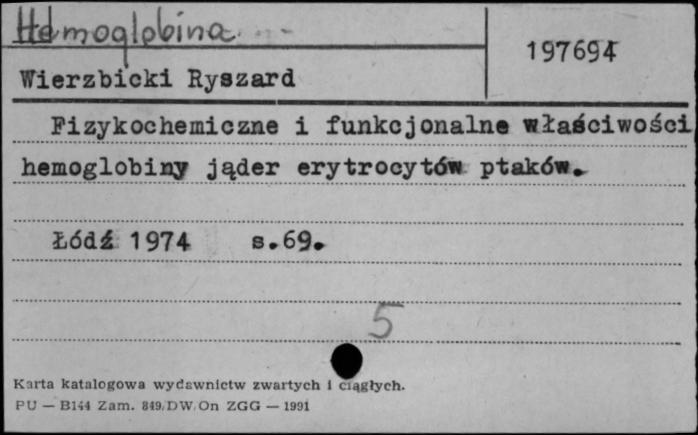 Hemoglobina
197694
Wierzbicki Ryszard
Fizykochemiczne i funkcjonalne właściwości
hemoglobiny jąder erytrocytów ptaków.
Łódź 1974 s.69.
5
Karta katalogowa wydawnictw zwartych i ciągłych.
PU — B144 Zam. 849/DW/On ZGG — 1991